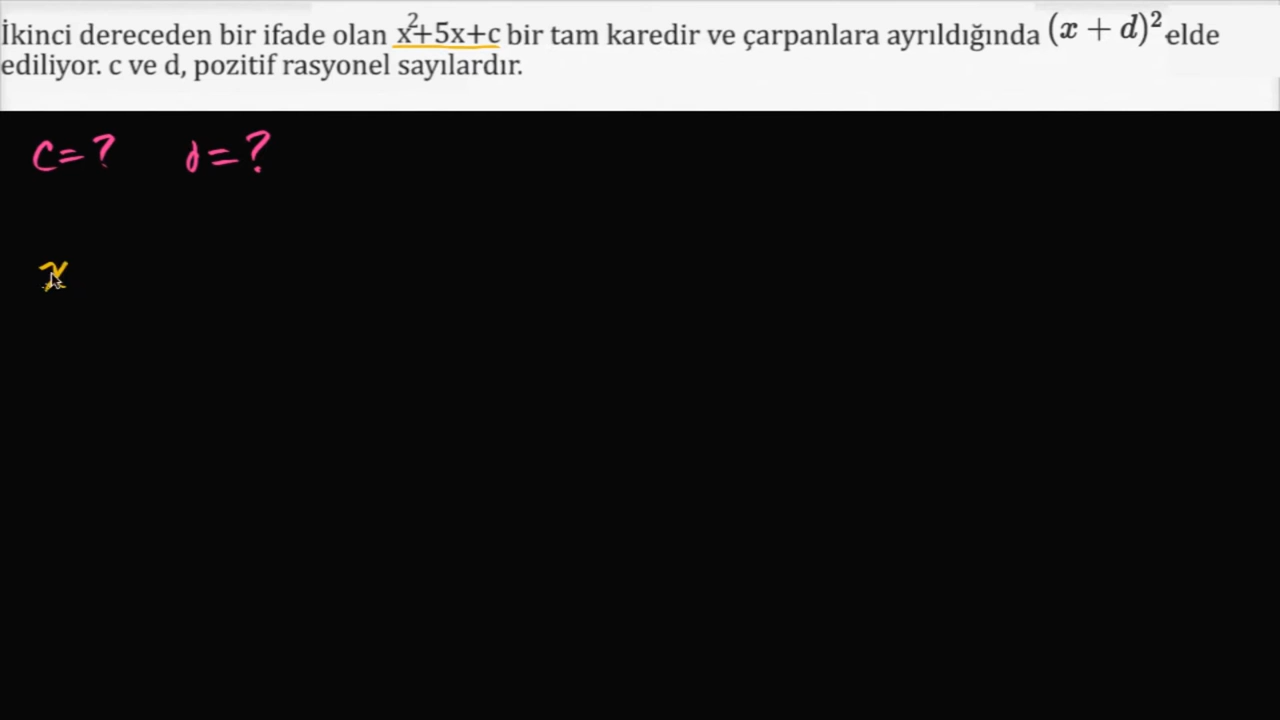 İkinci dereceden bir ifade olan x²+5x+c bir tam karedir ve çarpanlara ayrıldığında (x + d)² elde
ediliyor. c ve d, pozitif rasyonel sayılardır.
c=? d=?
x